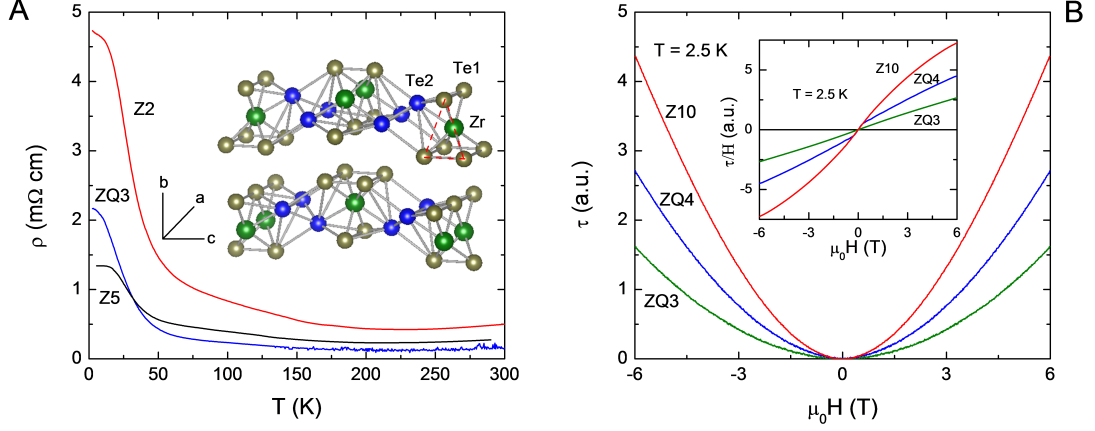 A
ρ (mΩ cm)
5
4
3
2
1
0
Z2
ZQ3
Z5
Te2
Te1
Zr
b
a
c
0
50
100
150
200
250
300
T (K)
B
τ (a.u.)
5
4
3
2
1
0
T = 2.5 K
Z10
ZQ4
ZQ3
τ/H (a.u.)
5
0
-5
T = 2.5 K
Z10
ZQ4
ZQ3
-6
-3
0
3
6
μ0H (T)
-6
-3
0
3
6
μ0H (T)